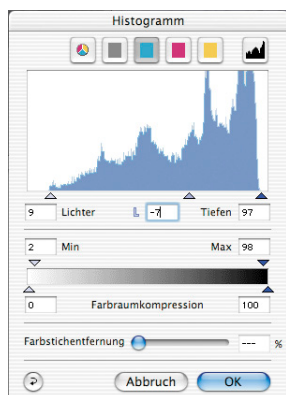 Histogramm
9 Lichter L -7 Tiefen 97
2 Min Max 98
0 Farbraumkompression 100
Farbstichentfernung --- %
Abbruch OK